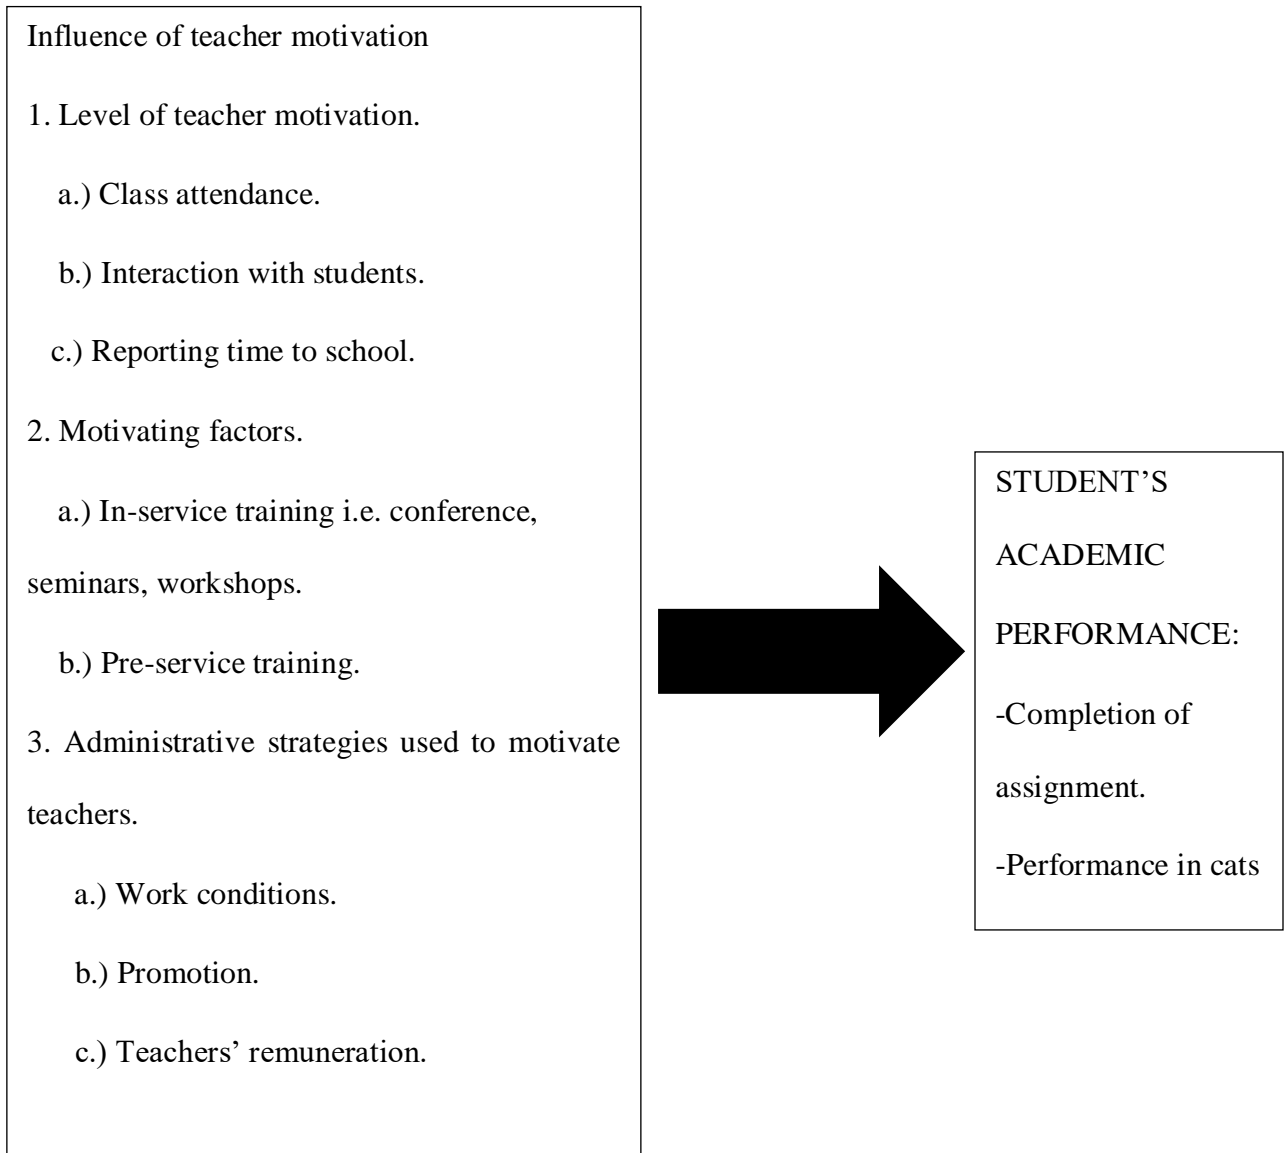 Influence of teacher motivation
1. Level of teacher motivation.
a.) Class attendance.
b.) Interaction with students.
c.) Reporting time to school.
2. Motivating factors.
a.) In-service training i.e. conference,
seminars, workshops.
b.) Pre-service training.
3. Administrative strategies used to motivate
teachers.
a.) Work conditions.
b.) Promotion.
c.) Teachers’ remuneration.
STUDENT’S
ACADEMIC
PERFORMANCE:
-Completion of
assignment.
-Performance in cats